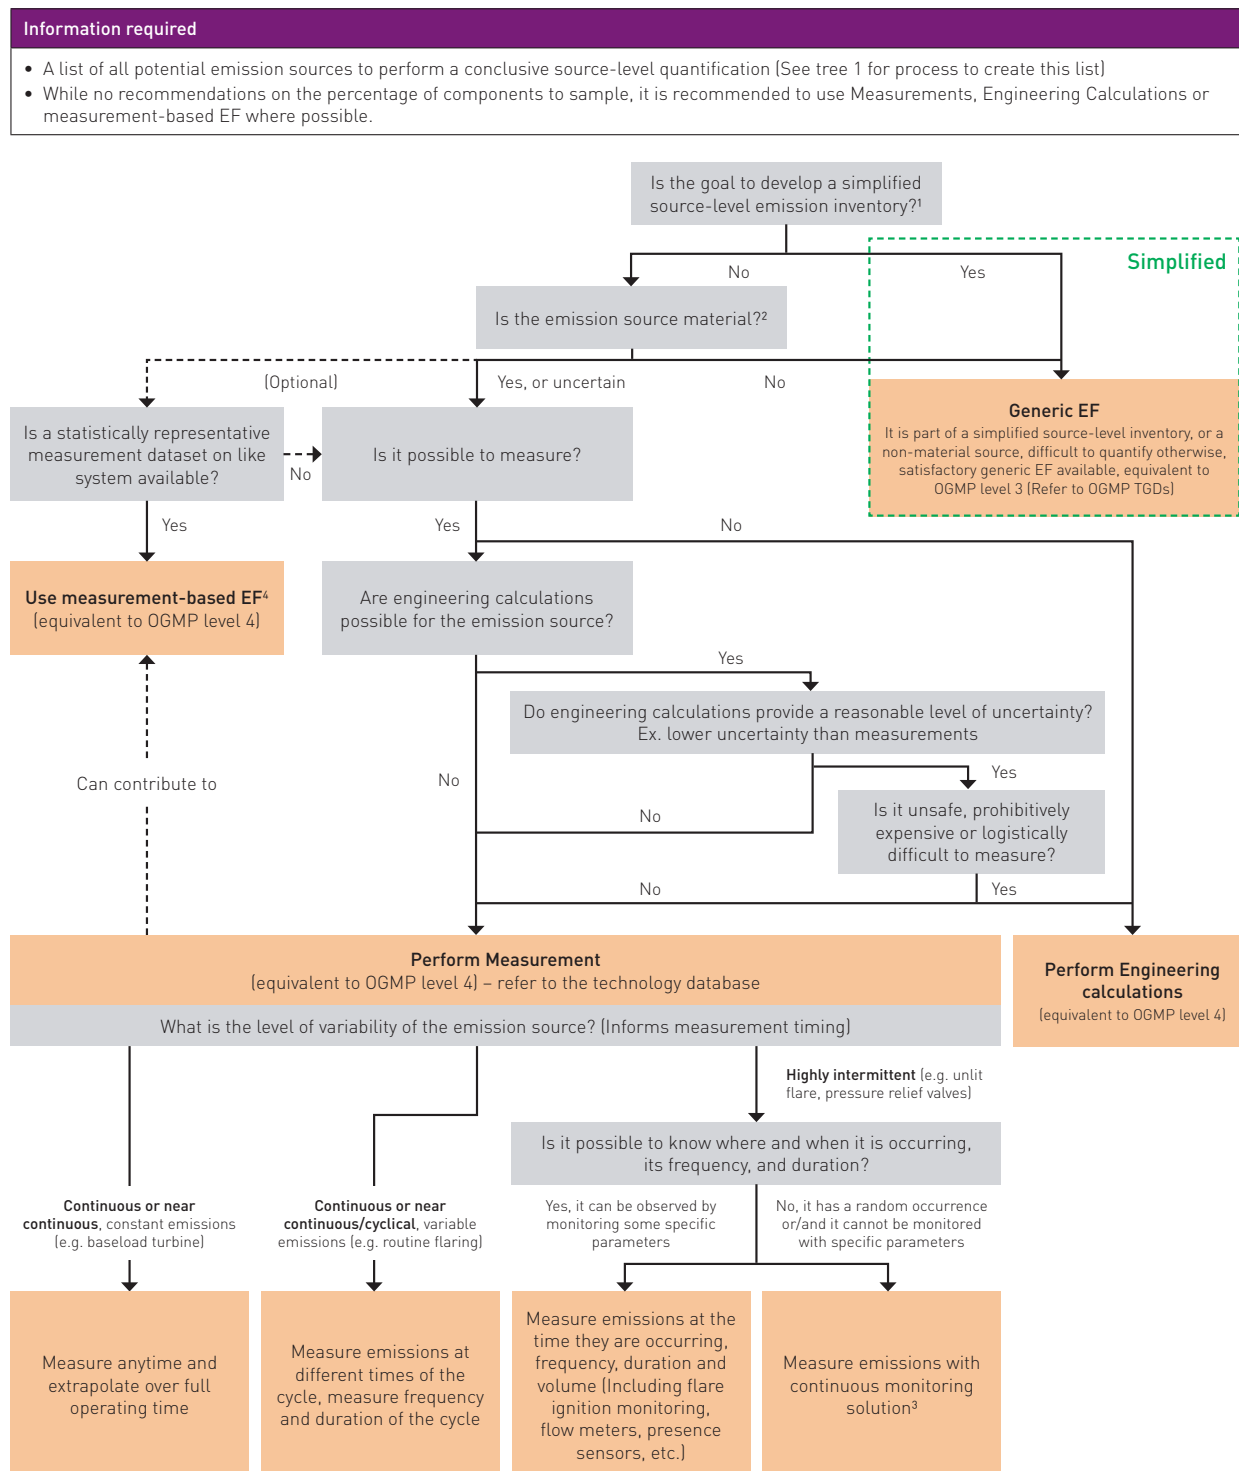 Information required
• A list of all potential emission sources to perform a conclusive source-level quantification (See tree 1 for process to create this list)
• While no recommendations on the percentage of components to sample, it is recommended to use Measurements, Engineering Calculations or
measurement-based EF where possible.
Is the goal to develop a simplified
source-level emission inventory?¹
Simplified
No
Yes
Is the emission source material?²
(Optional)
Yes, or uncertain
No
Generic EF
It is part of a simplified source-level inventory, or a
non-material source, difficult to quantify otherwise,
satisfactory generic EF available, equivalent to
OGMP level 3 (Refer to OGMP TGDs)
Is a statistically representative
measurement dataset on like
system available?
No
Is it possible to measure?
Yes
Yes
No
Use measurement-based EF⁴
(equivalent to OGMP level 4)
Are engineering calculations
possible for the emission source?
Yes
Do engineering calculations provide a reasonable level of uncertainty?
Ex. lower uncertainty than measurements
Can contribute to
No
Yes
No
Is it unsafe, prohibitively
expensive or logistically
difficult to measure?
No
Yes
Perform Measurement
(equivalent to OGMP level 4) – refer to the technology database
Perform Engineering
calculations
(equivalent to OGMP level 4)
What is the level of variability of the emission source? (Informs measurement timing)
Highly intermittent (e.g. unlit
flare, pressure relief valves)
Is it possible to know where and when it is occurring,
its frequency, and duration?
Continuous or near
continuous, constant emissions
(e.g. baseload turbine)
Continuous or near
continuous/cyclical, variable
emissions (e.g. routine flaring)
Yes, it can be observed by
monitoring some specific
parameters
No, it has a random occurrence
or/and it cannot be monitored
with specific parameters
Measure anytime and
extrapolate over full
operating time
Measure emissions at
different times of the
cycle, measure frequency
and duration of the cycle
Measure emissions at the
time they are occurring,
frequency, duration and
volume (Including flare
ignition monitoring,
flow meters, presence
sensors, etc.)
Measure emissions with
continuous monitoring
solution³